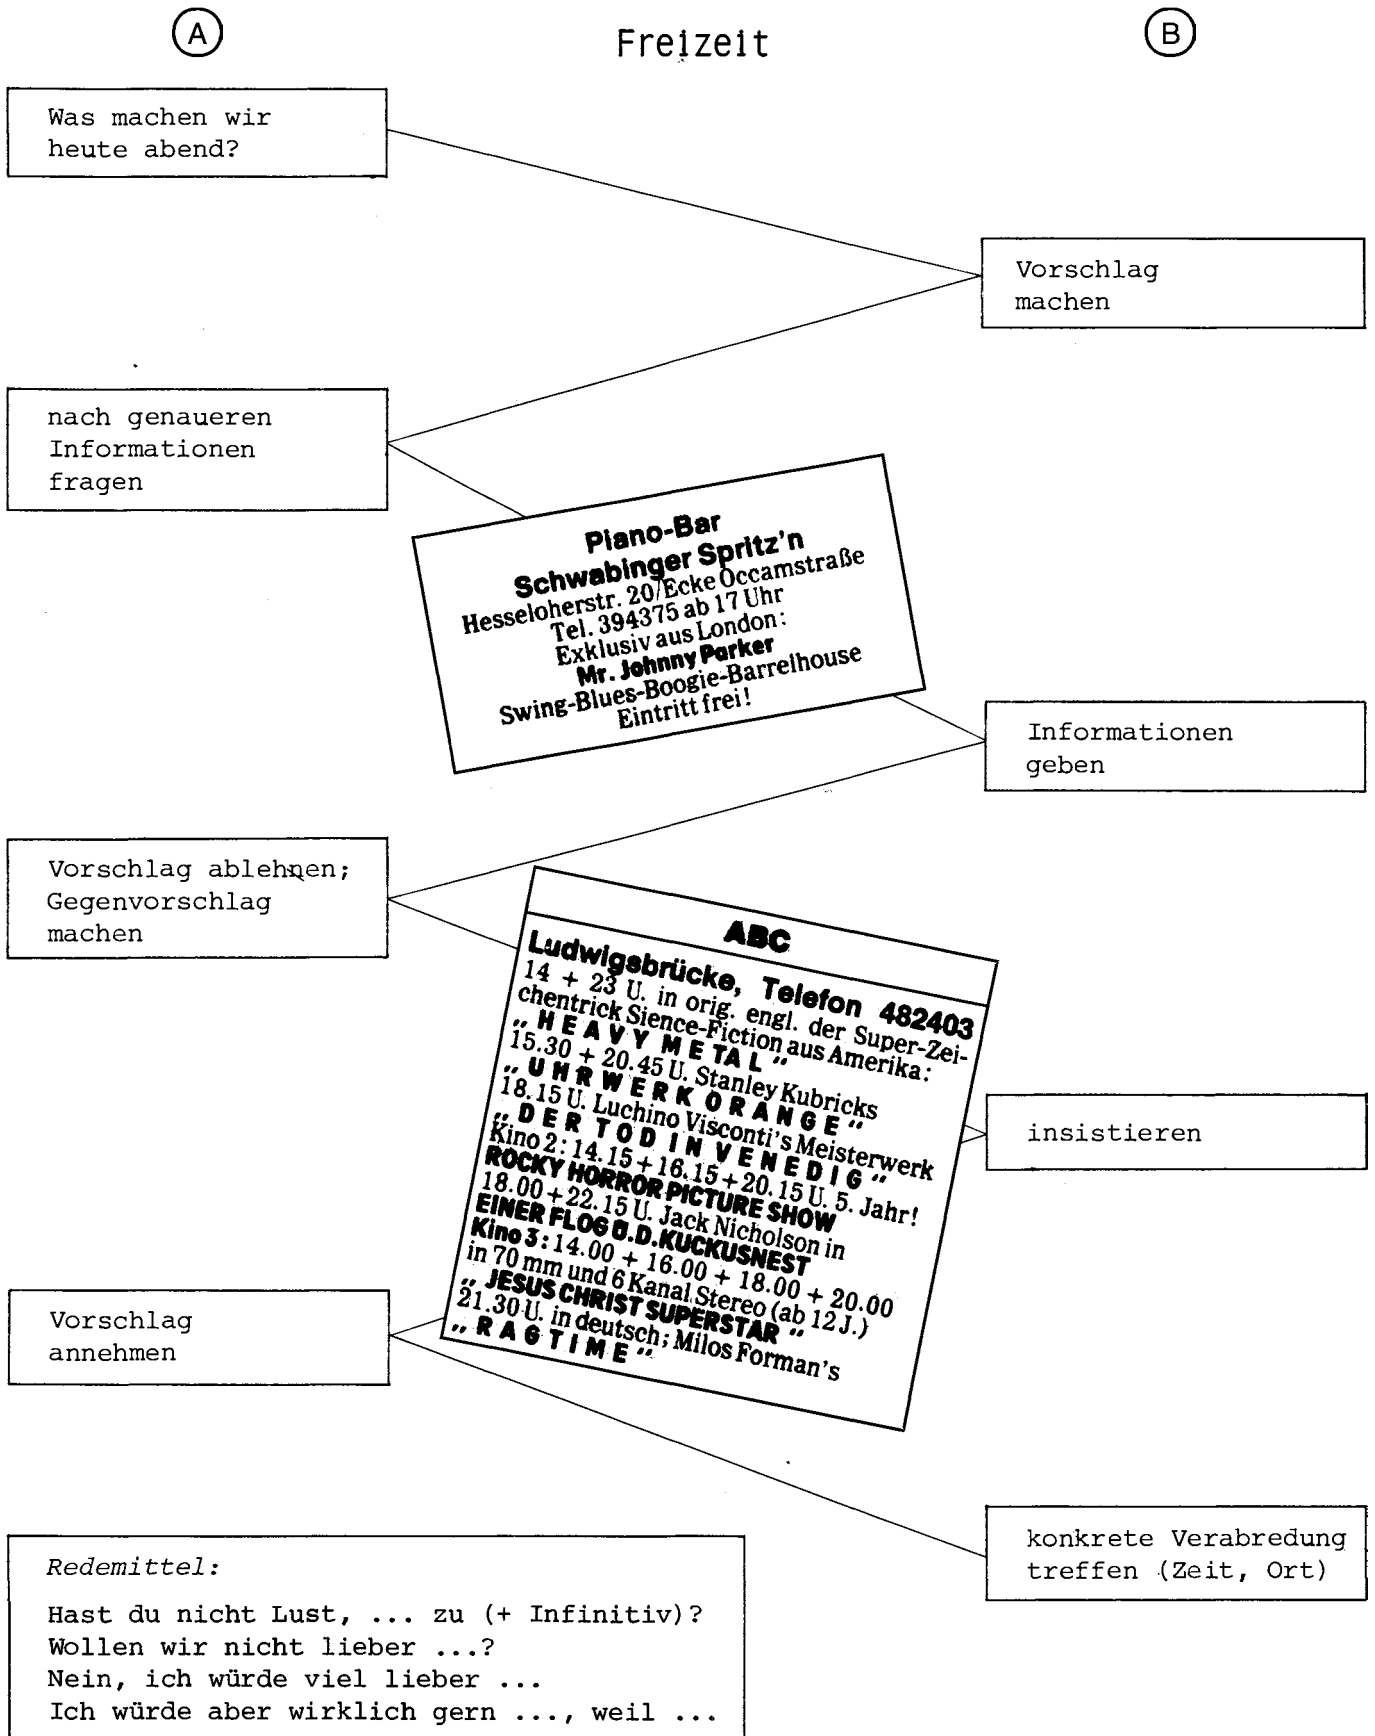 A
Freizeit
B
Was machen wir
heute abend?
Vorschlag
machen
nach genaueren
Informationen
fragen
Piano-Bar
Schwabinger Spritz'n
Hesseloherstr. 20/Ecke Occamstraße
Tel. 394375 ab 17 Uhr
Exklusiv aus London:
Mr. Johnny Parker
Swing-Blues-Boogie-Barrelhouse
Eintritt frei!
Informationen
geben
Vorschlag ablehnen;
Gegenvorschlag
machen
ABC
Ludwigsbrücke, Telefon 482403
14 + 23 U. in orig. engl. der Super-Zei-
chentrick Sience-Fiction aus Amerika:
„HEAVY METAL"
15.30 + 20.45 U. Stanley Kubricks
„UHRWERK ORANGE"
18.15 U. Luchino Visconti's Meisterwerk
„DER TOD IN VENEDIG"
Kino 2: 14.15 + 16.15 + 20.15 U. 5. Jahr!
ROCKY HORROR PICTURE SHOW
18.00 + 22.15 U. Jack Nicholson in
EINER FLOG Ü.D. KUCKUSNEST
Kino 3: 14.00 + 16.00 + 18.00 + 20.00
in 70 mm und 6 Kanal Stereo (ab 12 J.)
„JESUS CHRIST SUPERSTAR"
21.30 U. in deutsch; Milos Forman's
„RAGTIME"
insistieren
Vorschlag
annehmen
konkrete Verabredung
treffen (Zeit, Ort)
Redemittel:
Hast du nicht Lust, ... zu (+ Infinitiv)?
Wollen wir nicht lieber ...?
Nein, ich würde viel lieber ...
Ich würde aber wirklich gern ..., weil ...